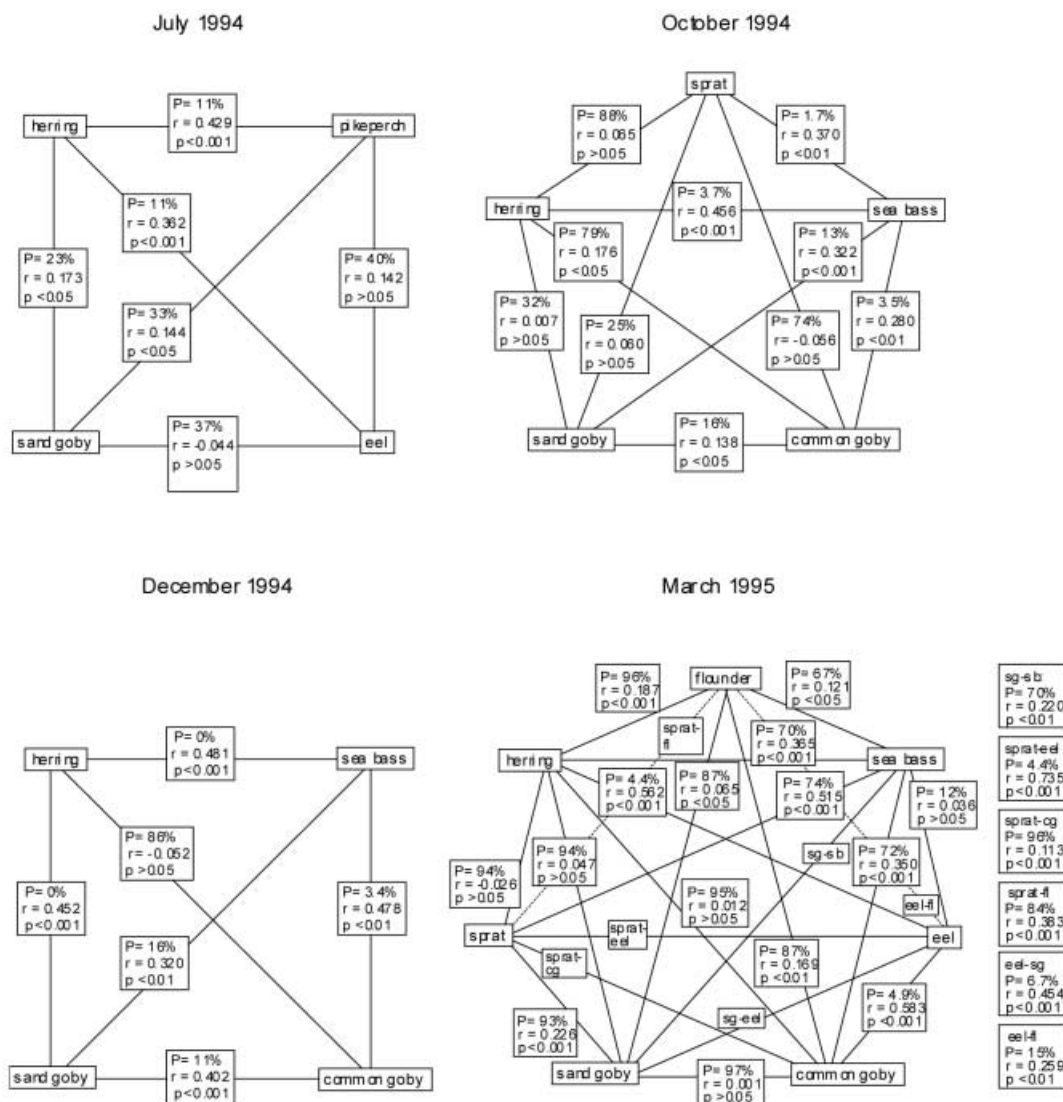 July 1994
herring
P= 11%
r = 0.429
p<0.001
pikeperch
P= 11%
r = 0.362
p<0.001
P= 23%
r = 0.173
p <0.05
P= 40%
r = 0.142
p >0.05
P= 33%
r = 0.144
p <0.05
sand goby
P= 37%
r = -0.044
p >0.05
eel
October 1994
sprat
P= 88%
r = 0.065
p >0.05
P= 1.7%
r = 0.370
p <0.01
herring
P= 3.7%
r = 0.456
p <0.001
sea bass
P= 79%
r = 0.176
p <0.05
P= 13%
r = 0.322
p <0.001
P= 32%
r = 0.007
p >0.05
P= 25%
r = 0.060
p >0.05
P= 74%
r = -0.056
p >0.05
P= 3.5%
r = 0.280
p <0.01
sand goby
P= 16%
r = 0.138
p <0.05
common goby
December 1994
herring
P= 0%
r = 0.481
p <0.001
sea bass
P= 86%
r= -0.052
p >0.05
P= 0%
r = 0.452
p <0.001
P= 3.4%
r = 0.478
p <0.01
P= 16%
r = 0.320
p <0.01
sand goby
P= 11%
r = 0.402
p <0.001
common goby
March 1995
P= 96%
r = 0.187
p<0.001
flounder
P= 67%
r = 0.121
p <0.05
sprat-
fl
P= 70%
r = 0.365
p<0.001
herring
sea bass
P= 4.4%
r = 0.562
p<0.001
P= 87%
r = 0.065
p <0.05
P= 74%
r = 0.515
p<0.001
P= 12%
r = 0.036
p >0.05
P= 94%
r = -0.026
p >0.05
P= 94%
r = 0.047
p >0.05
sg-sb
P= 72%
r = 0.350
p<0.001
P= 95%
r = 0.012
p >0.05
eel-fl
sprat
sprat-
eel
eel
sprat-
cg
P= 87%
r = 0.169
p <0.01
P= 93%
r = 0.226
p<0.001
sg-eel
P= 4.9%
r = 0.583
p <0.001
sand goby
P= 97%
r = 0.001
p >0.05
common goby
sg-sb:
P= 70%
r = 0.220
p <0.01
sprat-eel
P= 4.4%
r = 0.735
p <0.001
sprat-cg
P= 96%
r = 0.113
p<0.001
sprat-fl
P= 84%
r = 0.383
p<0.001
eel-sg
P= 6.7%
r = 0.454
p<0.001
eel-fl
P= 15%
r = 0.259
p <0.01